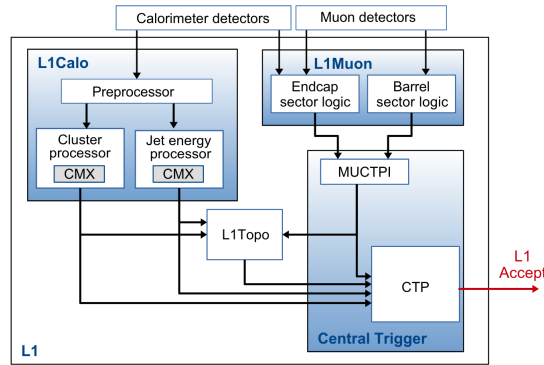 Calorimeter detectors
Muon detectors
L1Calo
L1Muon
Preprocessor
Endcap
sector logic
Barrel
sector logic
Cluster
processor
CMX
Jet energy
processor
CMX
MUCTPI
L1Topo
CTP
L1
Accept
Central Trigger
L1